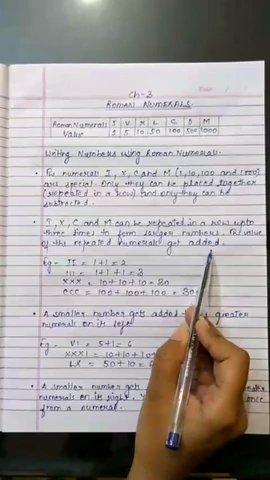 Ch-3
ROMAN NUMERALS
Roman Numerals I V X L C D M
Value 1 5 10 50 100 500 1000
Writing Numbers using Roman Numerals.
The numerals I, X, C and M (1, 10, 100 and 1000)
are special. Only they can be placed together
(repeated in a row) and only they can be
subtracted.
I, X, C and M can be repeated in a row upto
three times to form larger numbers. The value
of the repeated numerals get added.
Eg - II = 1+1 = 2
III = 1+1+1 = 3
XXX = 10+10+10 = 30
CCC = 100+100+100 = 300
A smaller number gets added greater
numeral on its left
Eg - VI = 5+1 = 6
XXXI = 10+10+10
LX = 50+10 = 6
A smaller number gets
numeral on its right. once
from a numeral.